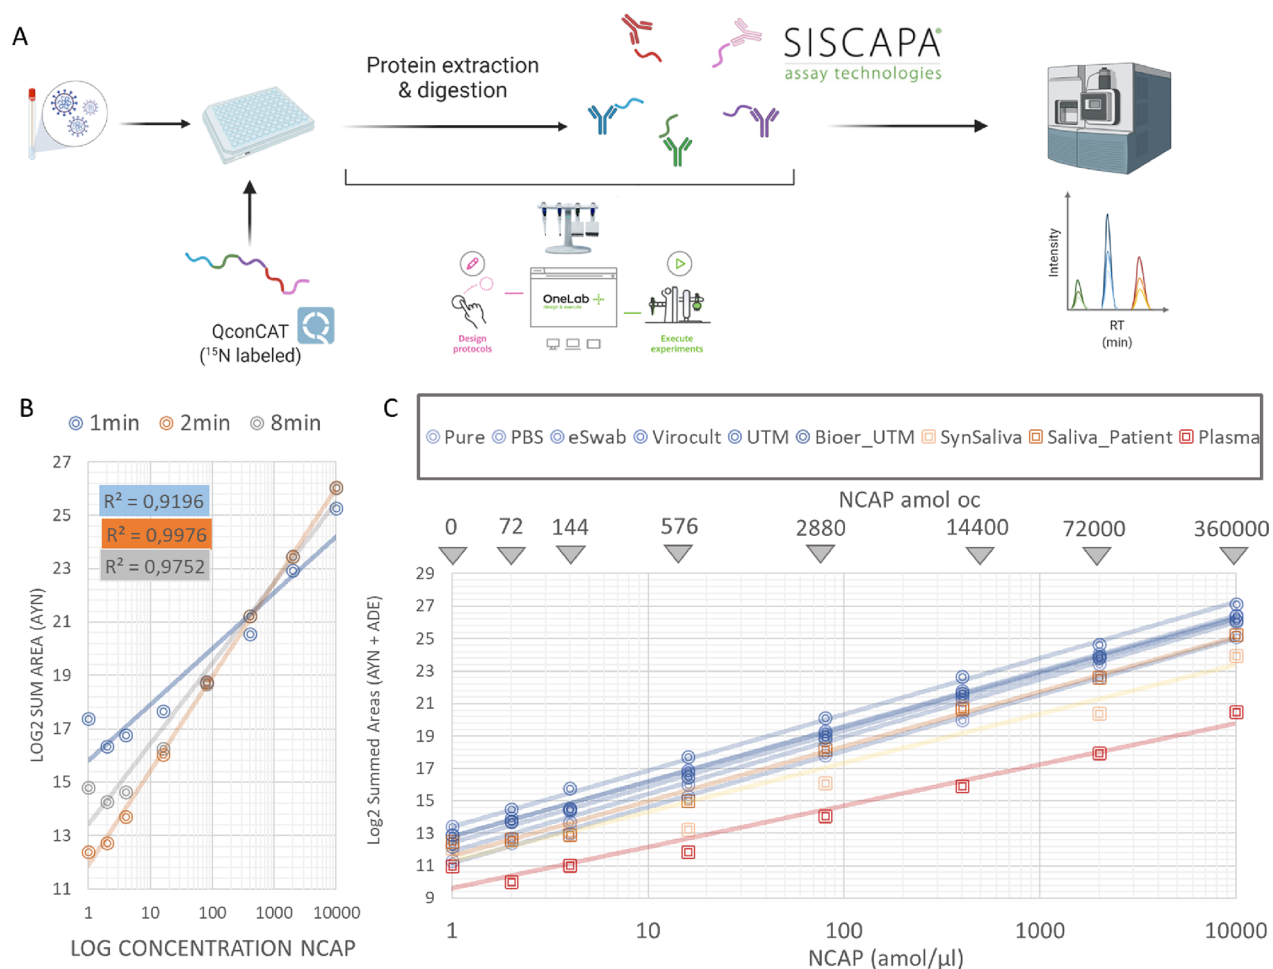 A
Protein extraction
& digestion
SISCAPA
assay technologies
QconCAT
(¹⁵N labeled)
OneLab
design & execute
Design
protocols
Execute
experiments
Intensity
RT
(min)
B
1min 2min 8min
R² = 0,9196
R² = 0,9976
R² = 0,9752
LOG2 SUM AREA (AYN)
27
25
23
21
19
17
15
13
11
1 10 100 1000 10000
LOG CONCENTRATION NCAP
C
Pure PBS eSwab Virocult UTM Bioer_UTM SynSaliva Saliva_Patient Plasma
NCAP amol oc
0 72 144 576 2880 14400 72000 360000
Log2 Summed Areas (AYN + ADE)
29
27
25
23
21
19
17
15
13
11
9
1 10 100 1000 10000
NCAP (amol/µl)